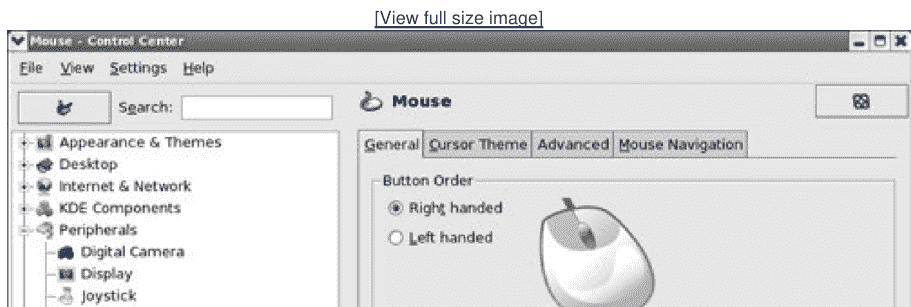 [View full size image]
Mouse - Control Center
File View Settings Help
Search:
Mouse
Appearance & Themes
Desktop
Internet & Network
KDE Components
Peripherals
Digital Camera
Display
Joystick
General Cursor Theme Advanced Mouse Navigation
Button Order
Right handed
Left handed